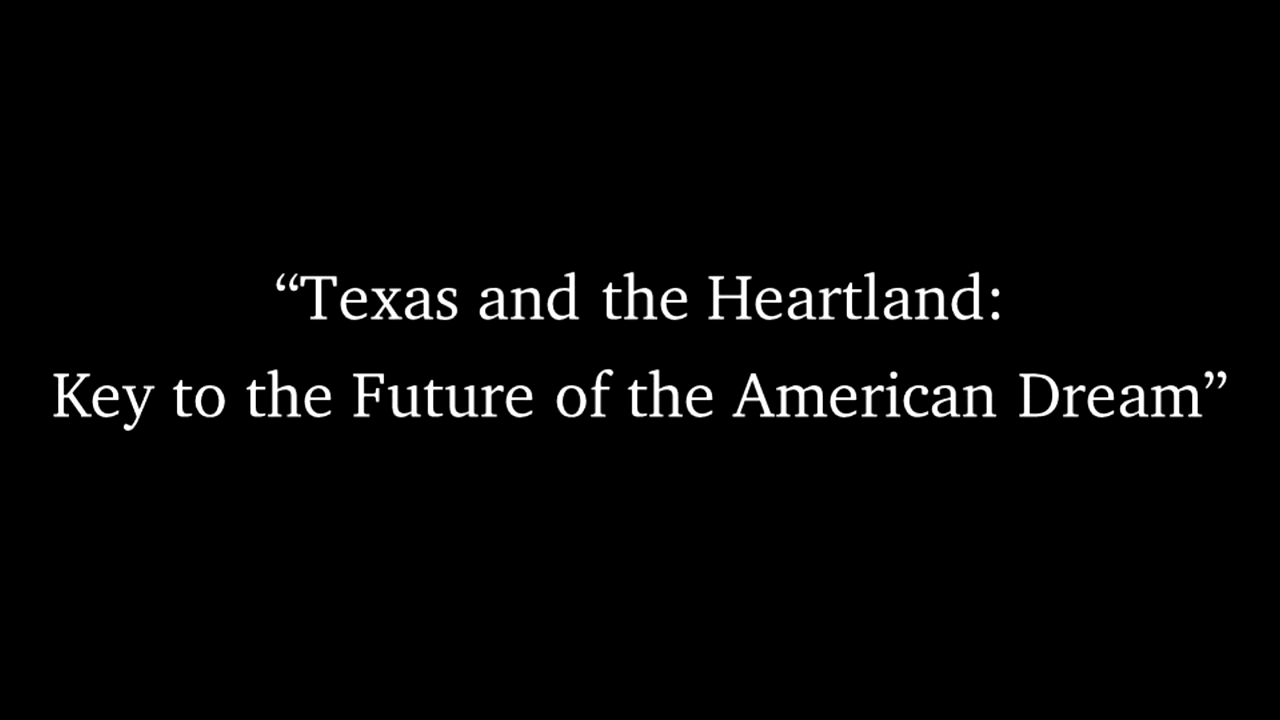 “Texas and the Heartland:
Key to the Future of the American Dream”